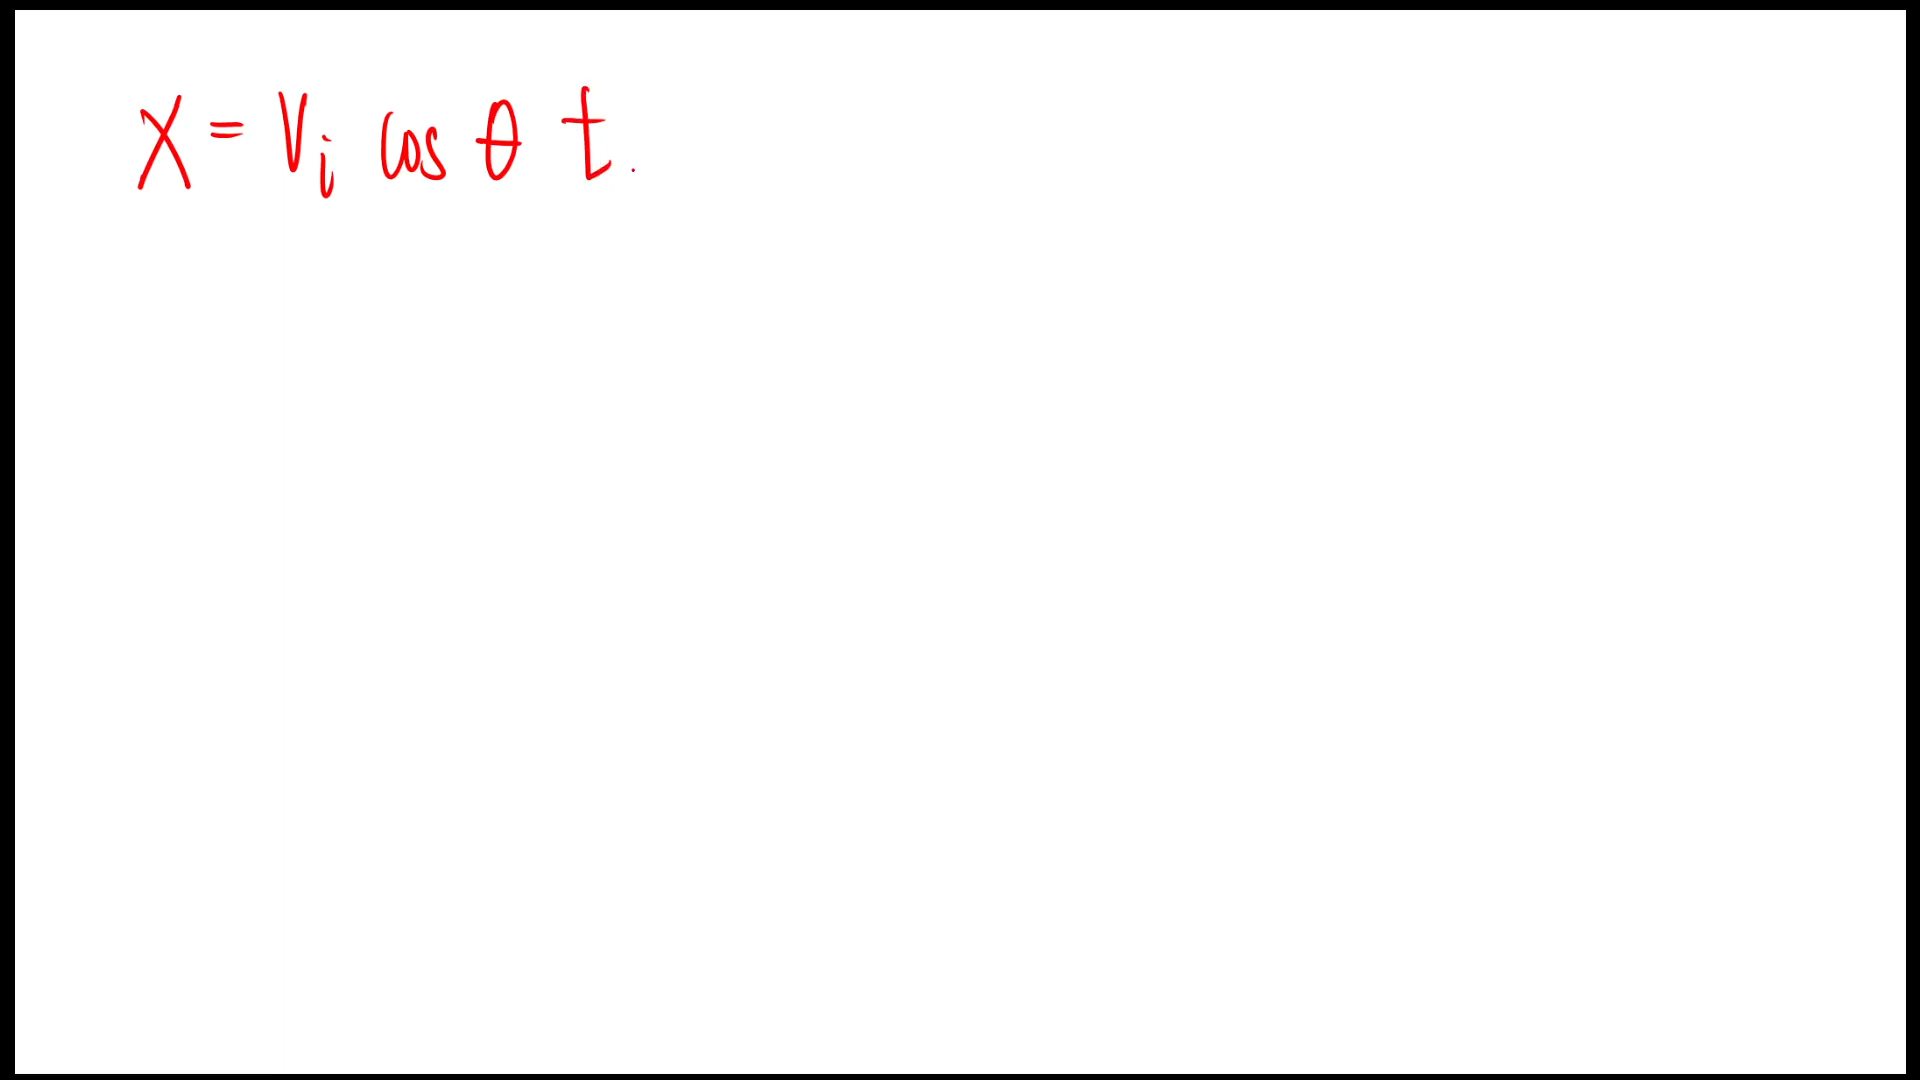 X = Vi cos θ t.